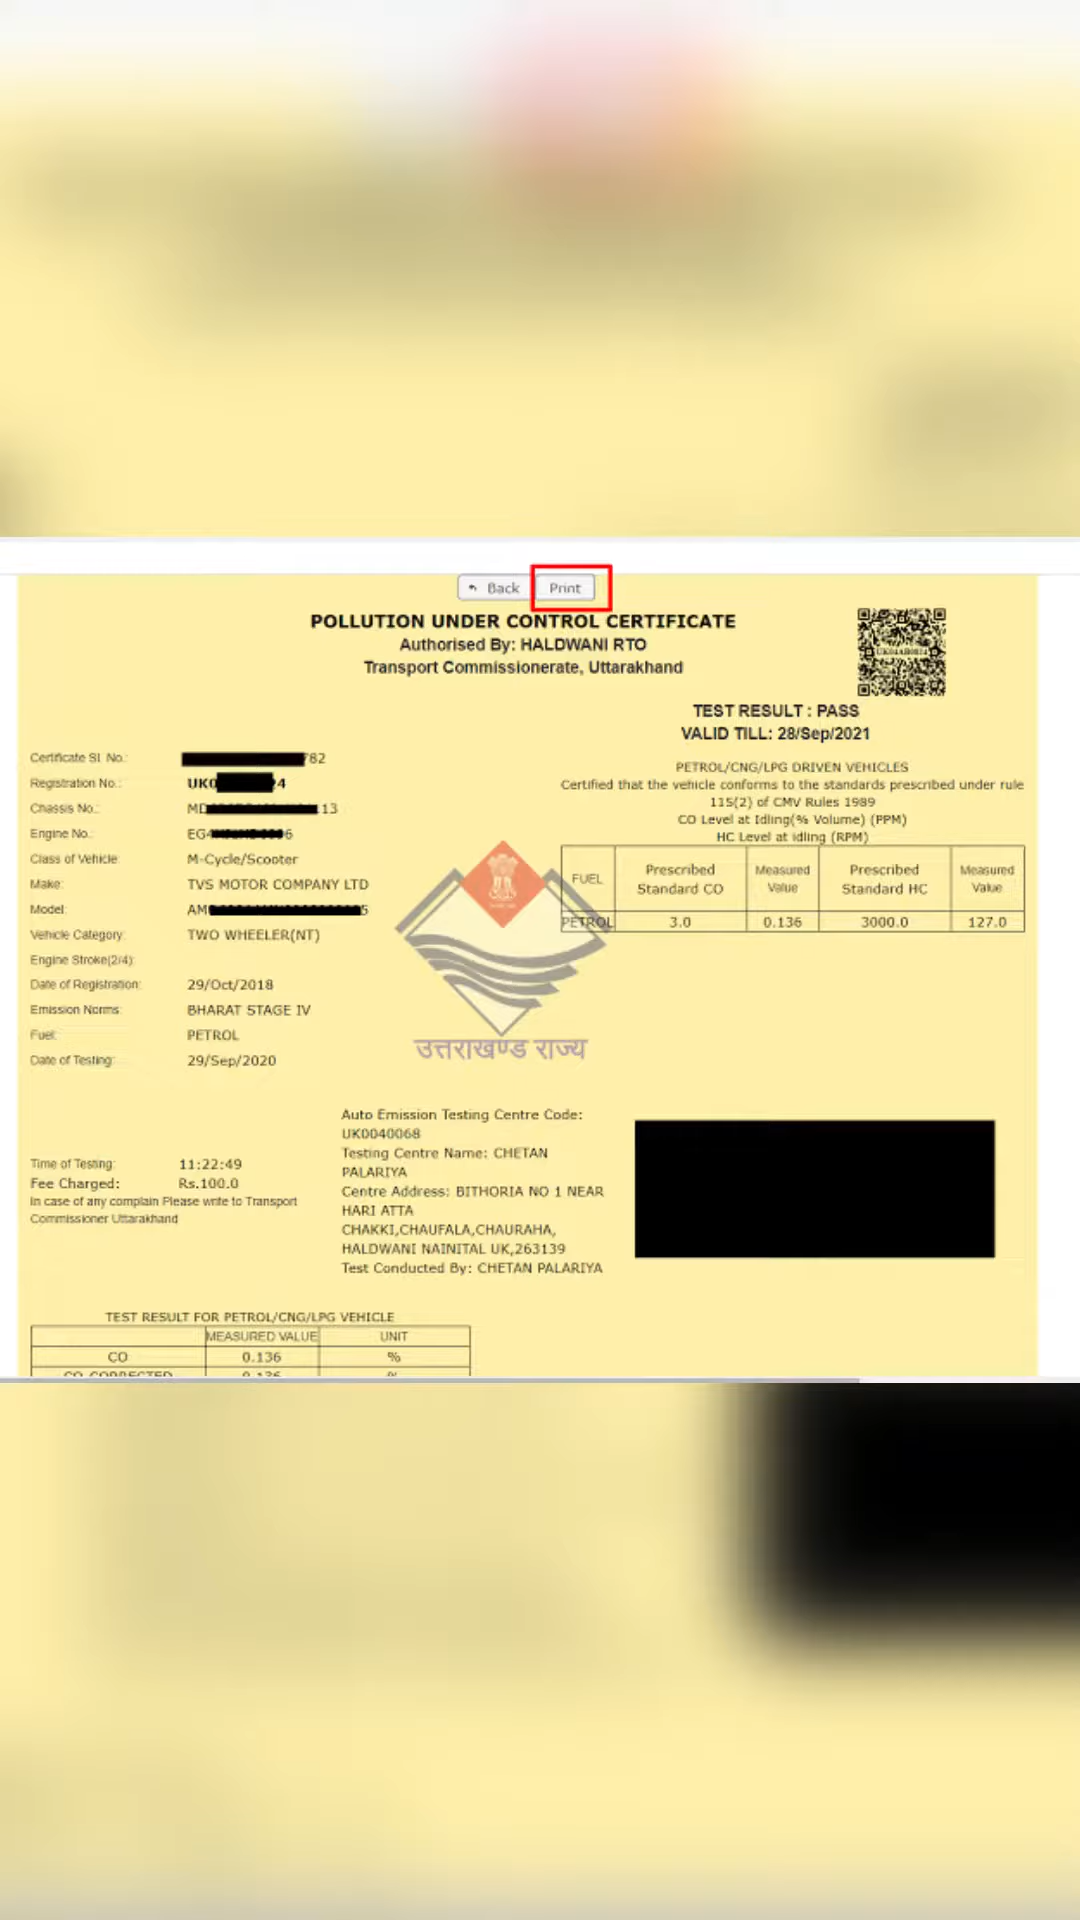 Back Print
POLLUTION UNDER CONTROL CERTIFICATE
Authorised By: HALDWANI RTO
Transport Commissionerate, Uttarakhand
TEST RESULT : PASS
VALID TILL: 28/Sep/2021
Certificate SI. No.: 782
Registration No.: UK0 4
Chassis No.: MD 113
Engine No.: EG4 6
Class of Vehicle: M-Cycle/Scooter
Make: TVS MOTOR COMPANY LTD
Model: AM 5
Vehicle Category: TWO WHEELER(NT)
Engine Stroke(2/4):
Date of Registration: 29/Oct/2018
Emission Norms: BHARAT STAGE IV
Fuel: PETROL
Date of Testing: 29/Sep/2020
PETROL/CNG/LPG DRIVEN VEHICLES
Certified that the vehicle conforms to the standards prescribed under rule
115(2) of CMV Rules 1989
CO Level at Idling(% Volume) (PPM)
HC Level at idling (RPM)
FUEL Prescribed Standard CO Measured Value Prescribed Standard HC Measured Value
PETROL 3.0 0.136 3000.0 127.0
उत्तराखण्ड राज्य
Time of Testing: 11:22:49
Fee Charged: Rs.100.0
In case of any complain Please write to Transport
Commissioner Uttarakhand
Auto Emission Testing Centre Code:
UK0040068
Testing Centre Name: CHETAN
PALARIYA
Centre Address: BITHORIA NO 1 NEAR
HARI ATTA
CHAKKI,CHAUFALA,CHAURAHA,
HALDWANI NAINITAL UK,263139
Test Conducted By: CHETAN PALARIYA
TEST RESULT FOR PETROL/CNG/LPG VEHICLE
MEASURED VALUE UNIT
CO 0.136 %
CO CORRECTED 0.136 %